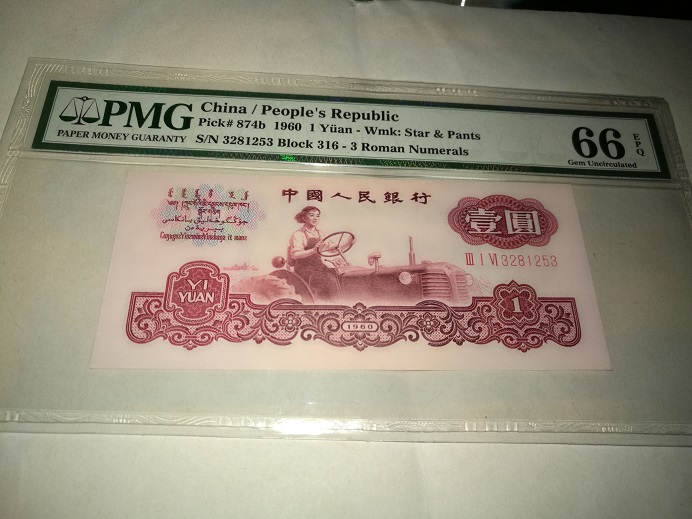 PMG
PAPER MONEY GUARANTY
China / People's Republic
Pick# 874b 1960 1 Yüan - Wmk: Star & Pants
S/N 3281253 Block 316 - 3 Roman Numerals
66 EPQ
Gem Uncirculated
中國人民銀行
壹圓
III I VI 3281253
YI
YUAN
1960
1